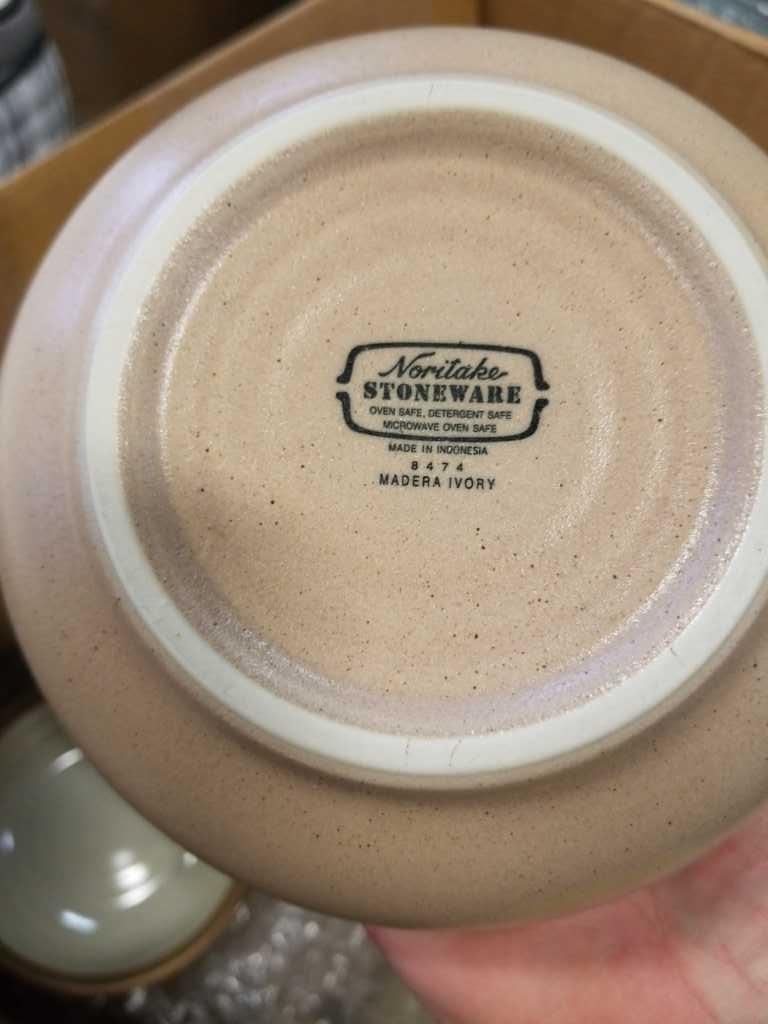 Noritake
STONEWARE
OVEN SAFE, DETERGENT SAFE
MICROWAVE OVEN SAFE
MADE IN INDONESIA
8474
MADERA IVORY